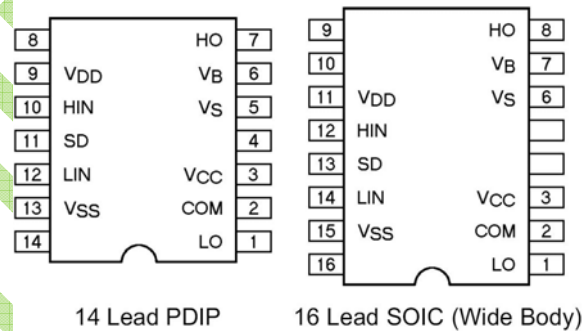 8 HO 7
9 VDD VB 6
10 HIN VS 5
11 SD 4
12 LIN VCC 3
13 VSS COM 2
14 LO 1
14 Lead PDIP
9 HO 8
10 VB 7
11 VDD VS 6
12 HIN
13 SD
14 LIN VCC 3
15 VSS COM 2
16 LO 1
16 Lead SOIC (Wide Body)